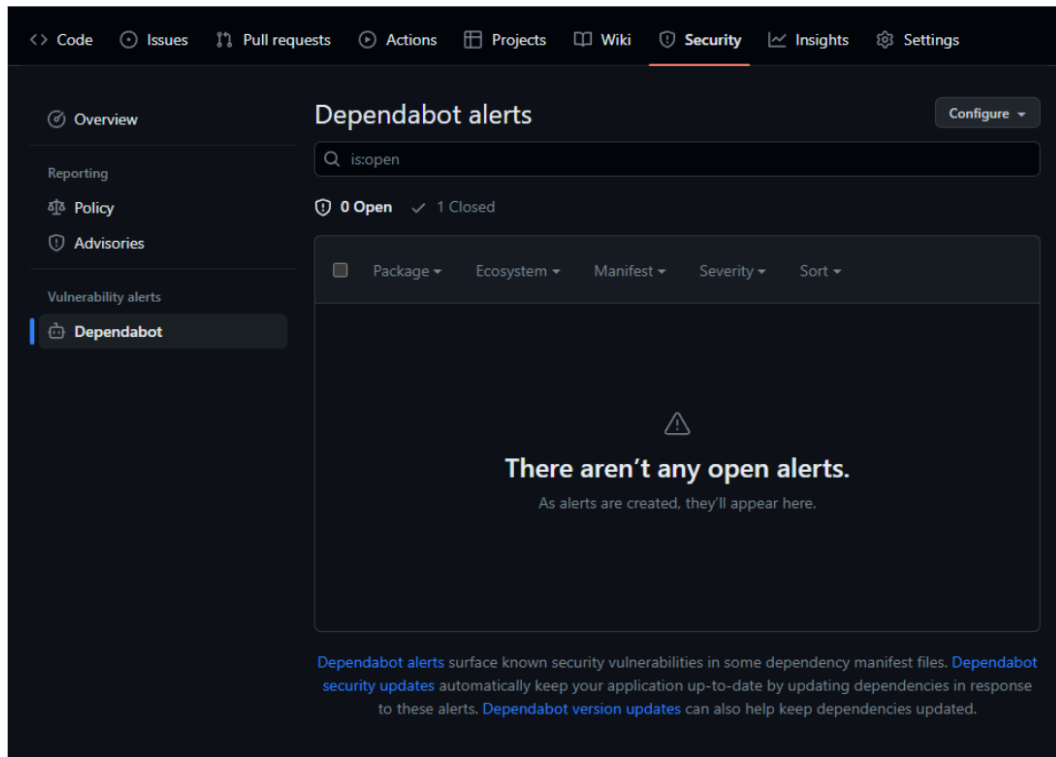 Code Issues Pull requests Actions Projects Wiki Security Insights Settings
Overview
Reporting
Policy
Advisories
Vulnerability alerts
Dependabot
Dependabot alerts
Configure
is:open
0 Open 1 Closed
Package Ecosystem Manifest Severity Sort
There aren't any open alerts.
As alerts are created, they'll appear here.
Dependabot alerts surface known security vulnerabilities in some dependency manifest files. Dependabot
security updates automatically keep your application up-to-date by updating dependencies in response
to these alerts. Dependabot version updates can also help keep dependencies updated.